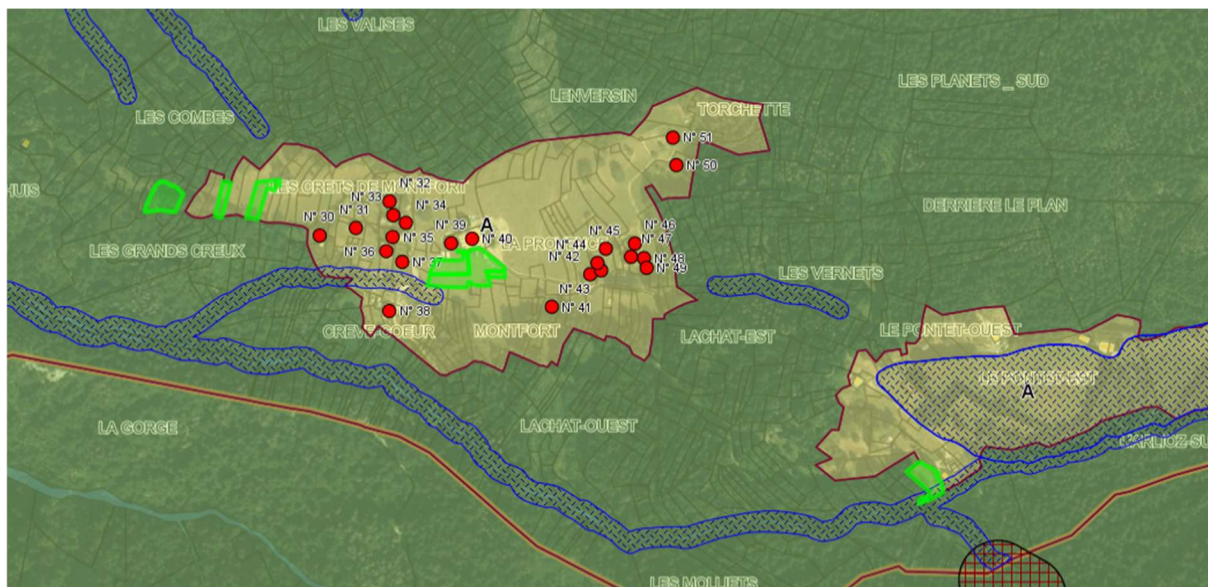 LES VALISES
LES PLANETS _ SUD
LENVERSIN
TORCHETTE
LES COMBES
N° 51
N° 50
HUIS
LES CRETS DE MONTFORT
N° 32
N° 33
N° 34
N° 31
N° 30
DERRIERE LE PLAN
A
N° 39
N° 40
N° 35
N° 36
N° 37
N° 45
N° 46
N° 44
N° 47
N° 42
N° 48
N° 49
LES GRANDS CREUX
LES VERNETS
N° 43
N° 41
N° 38
CREVE-COEUR
MONTFORT
LACHAT-EST
LE PONTET-OUEST
LE PONTET-EST
A
LA GORGE
LACHAT-OUEST
LES MOLLIETS